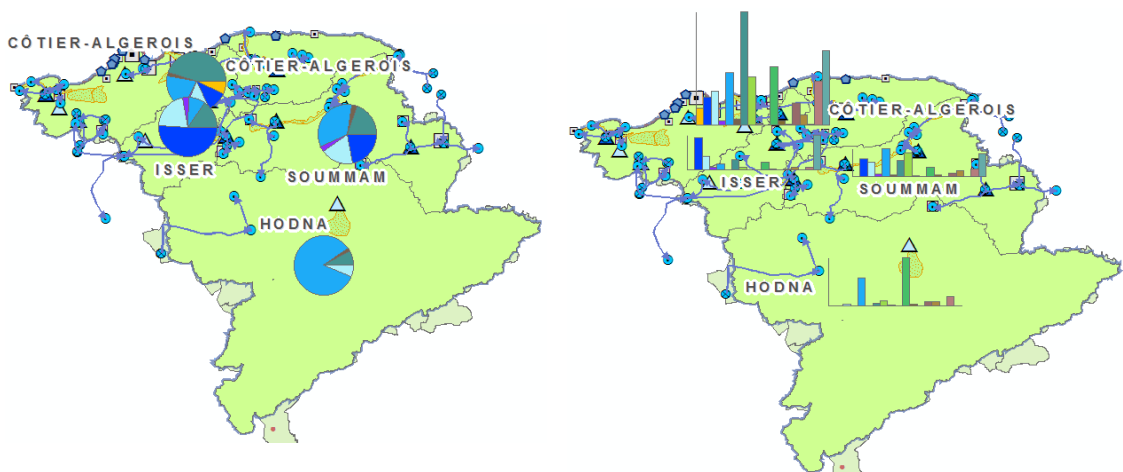 CÔTIER-ALGEROIS
CÔTIER-ALGEROIS
ISSER
SOUMMAM
HODNA
CÔTIER-ALGEROIS
ISSER
SOUMMAM
HODNA